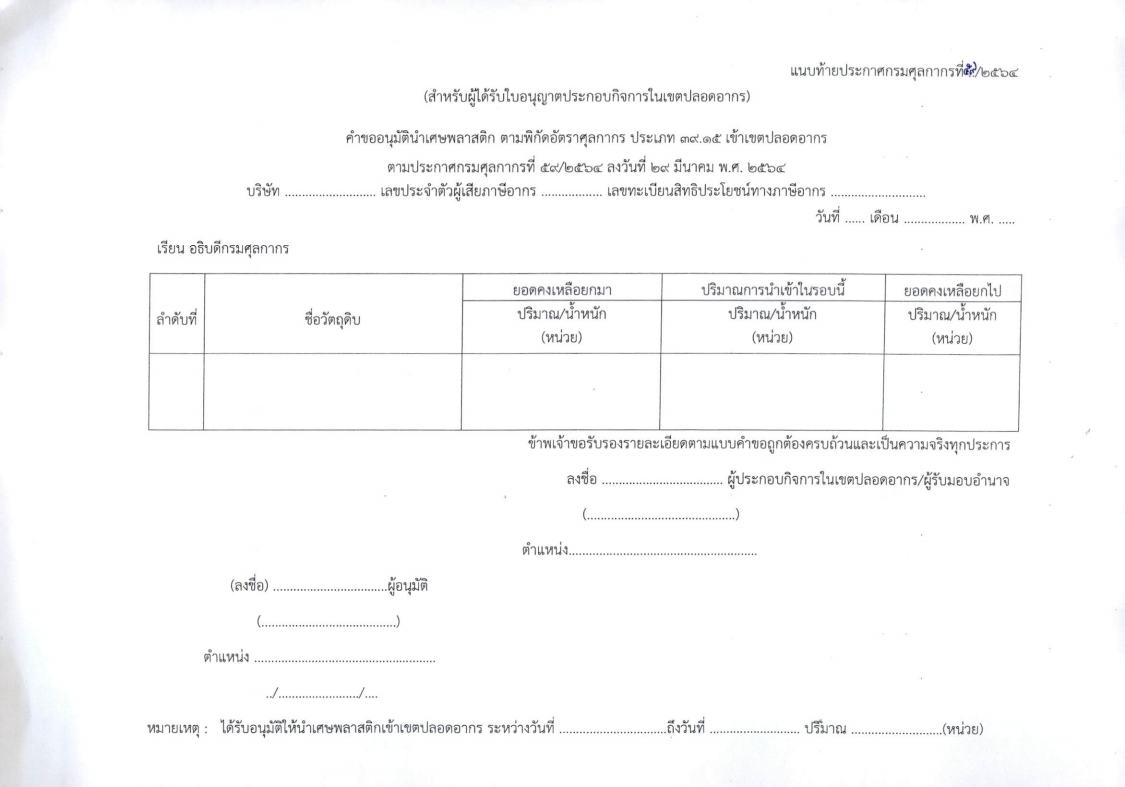 แนบท้ายประกาศกรมศุลกากรที่๕๙/๒๕๖๔
(สำหรับผู้ได้รับใบอนุญาตประกอบกิจการในเขตปลอดอากร)
คำขออนุมัตินำเศษพลาสติก ตามพิกัดอัตราศุลกากร ประเภท ๓๙.๑๕ เข้าเขตปลอดอากร
ตามประกาศกรมศุลกากรที่ ๕๙/๒๕๖๔ ลงวันที่ ๒๙ มีนาคม พ.ศ. ๒๕๖๔
บริษัท ........................... เลขประจำตัวผู้เสียภาษีอากร .................. เลขทะเบียนสิทธิประโยชน์ทางภาษีอากร ............................
วันที่ ...... เดือน .................. พ.ศ. .....
เรียน อธิบดีกรมศุลกากร
ลำดับที่ ชื่อวัตถุดิบ ยอดคงเหลือยกมา ปริมาณการนำเข้าในรอบนี้ ยอดคงเหลือยกไป
ปริมาณ/น้ำหนัก ปริมาณ/น้ำหนัก ปริมาณ/น้ำหนัก
(หน่วย) (หน่วย) (หน่วย)
ข้าพเจ้าขอรับรองรายละเอียดตามแบบคำขอถูกต้องครบถ้วนและเป็นความจริงทุกประการ
ลงชื่อ .................................... ผู้ประกอบกิจการในเขตปลอดอากร/ผู้รับมอบอำนาจ
(............................................)
ตำแหน่ง........................................................
(ลงชื่อ) ..................................ผู้อนุมัติ
(........................................)
ตำแหน่ง ......................................................
../......................../....
หมายเหตุ : ได้รับอนุมัติให้นำเศษพลาสติกเข้าเขตปลอดอากร ระหว่างวันที่ ................................ถึงวันที่ ........................... ปริมาณ ...........................(หน่วย)